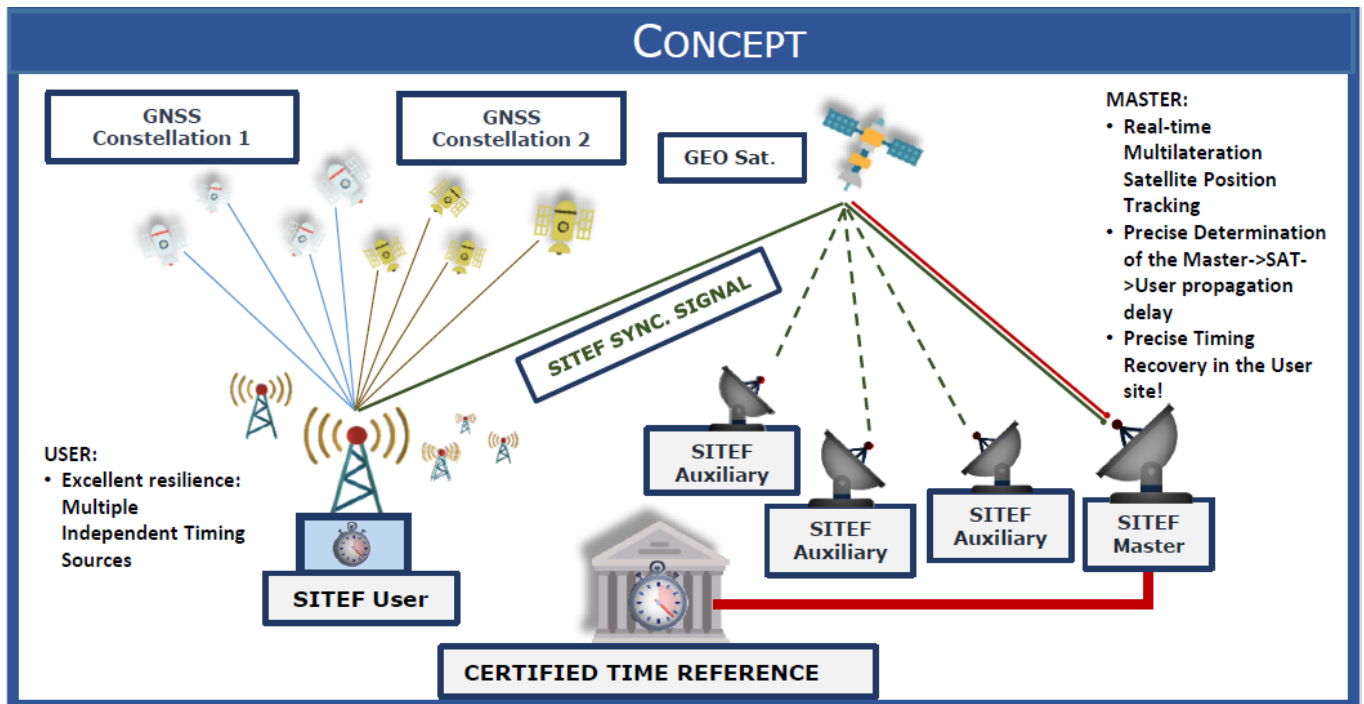 CONCEPT
GNSS
Constellation 1
GNSS
Constellation 2
GEO Sat.
MASTER:
• Real-time
Multilateration
Satellite Position
Tracking
• Precise Determination
of the Master->SAT-
>User propagation
delay
• Precise Timing
Recovery in the User
site!
SITEF SYNC. SIGNAL
USER:
• Excellent resilience:
Multiple
Independent Timing
Sources
SITEF
Auxiliary
SITEF
Auxiliary
SITEF
Auxiliary
SITEF
Master
SITEF User
CERTIFIED TIME REFERENCE